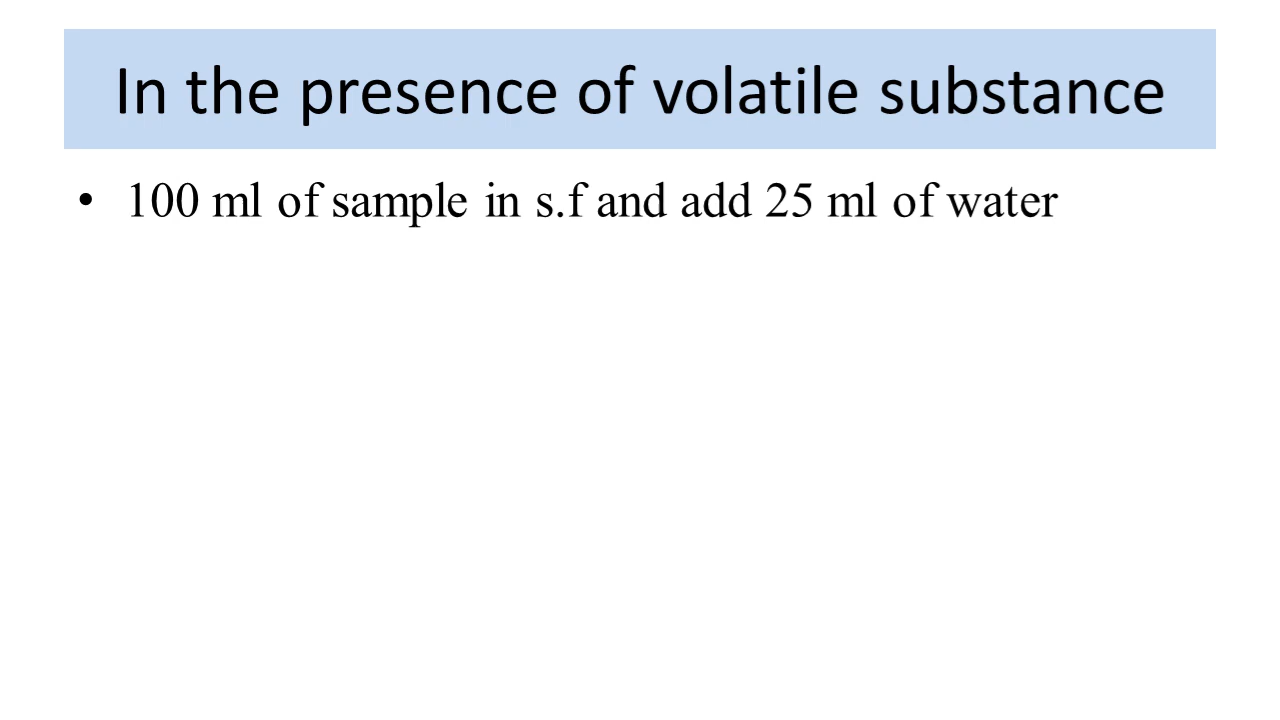 In the presence of volatile substance
• 100 ml of sample in s.f and add 25 ml of water